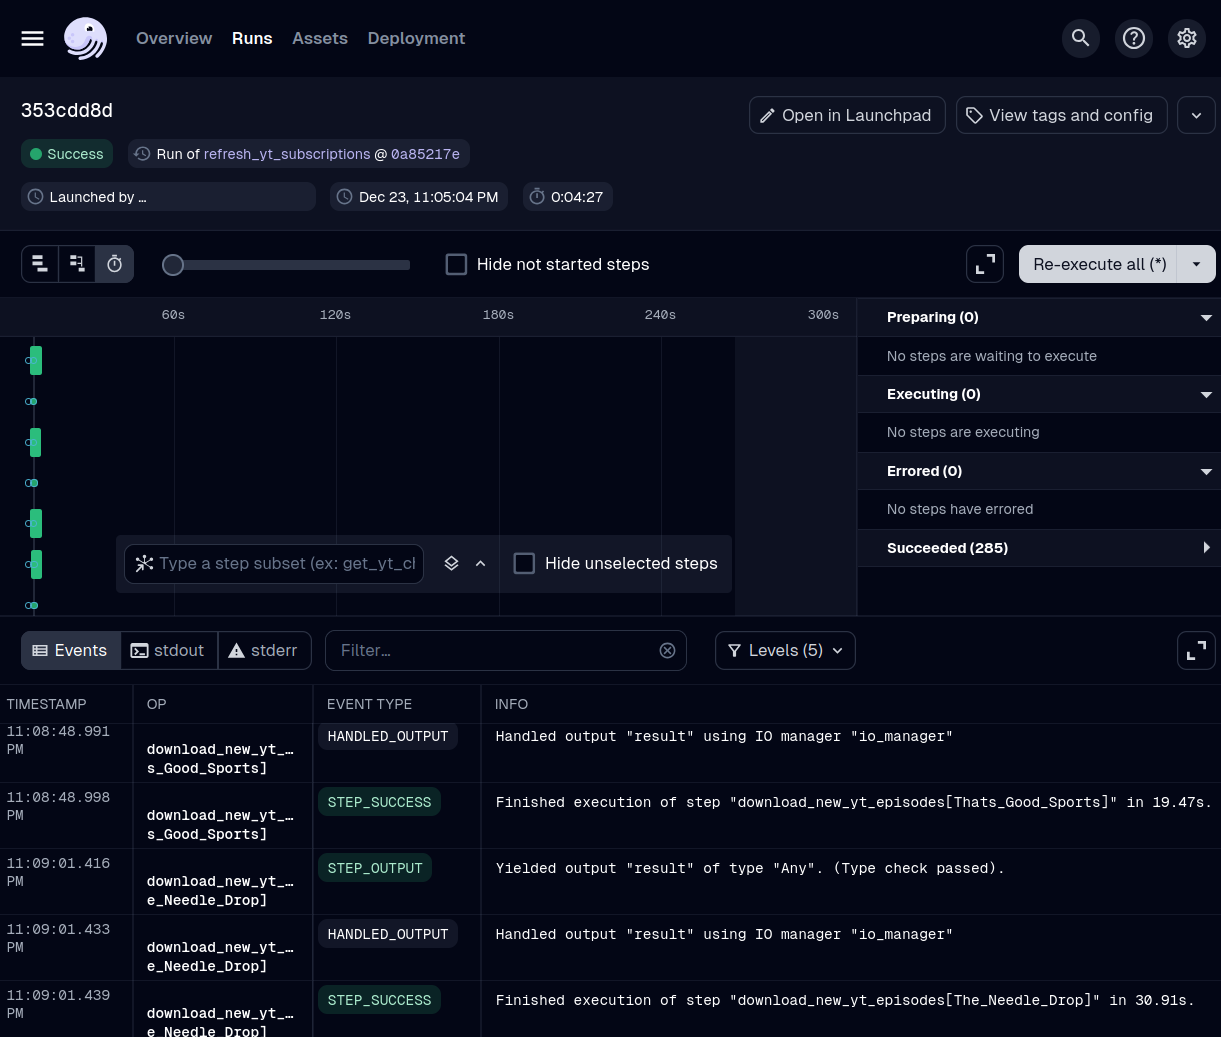 Overview Runs Assets Deployment
353cdd8d
Open in Launchpad
View tags and config
Success
Run of refresh_yt_subscriptions @ 0a85217e
Launched by …
Dec 23, 11:05:04 PM
0:04:27
Hide not started steps
Re-execute all (*)
60s 120s 180s 240s 300s
Preparing (0)
No steps are waiting to execute
Executing (0)
No steps are executing
Errored (0)
No steps have errored
Succeeded (285)
Type a step subset (ex: get_yt_cl
Hide unselected steps
Events stdout stderr
Filter…
Levels (5)
TIMESTAMP OP EVENT TYPE INFO
11:08:48.991 PM
download_new_yt_…
s_Good_Sports]
HANDLED_OUTPUT
Handled output "result" using IO manager "io_manager"
11:08:48.998 PM
download_new_yt_…
s_Good_Sports]
STEP_SUCCESS
Finished execution of step "download_new_yt_episodes[Thats_Good_Sports]" in 19.47s.
11:09:01.416 PM
download_new_yt_…
e_Needle_Drop]
STEP_OUTPUT
Yielded output "result" of type "Any". (Type check passed).
11:09:01.433 PM
download_new_yt_…
e_Needle_Drop]
HANDLED_OUTPUT
Handled output "result" using IO manager "io_manager"
11:09:01.439 PM
download_new_yt_…
e_Needle_Drop]
STEP_SUCCESS
Finished execution of step "download_new_yt_episodes[The_Needle_Drop]" in 30.91s.